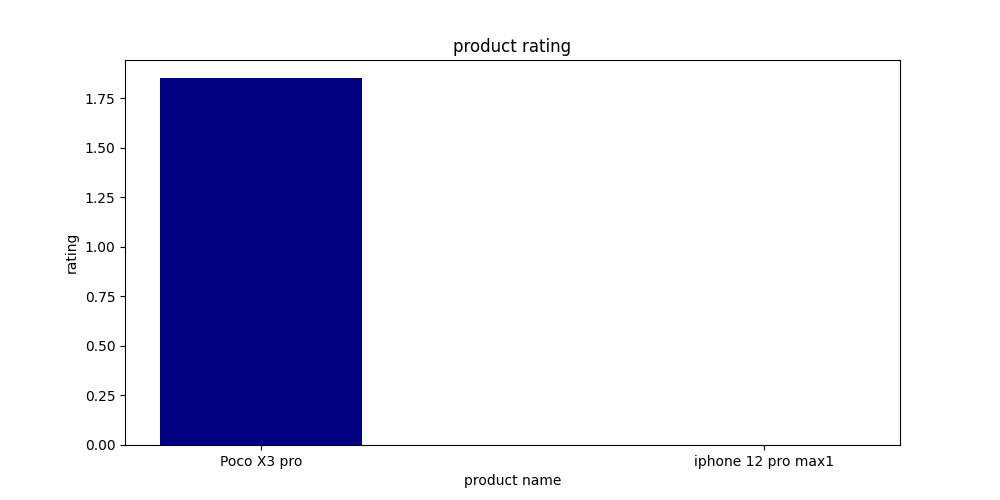 product rating
1.75
1.50
1.25
1.00
0.75
0.50
0.25
0.00
rating
Poco X3 pro
iphone 12 pro max1
product name